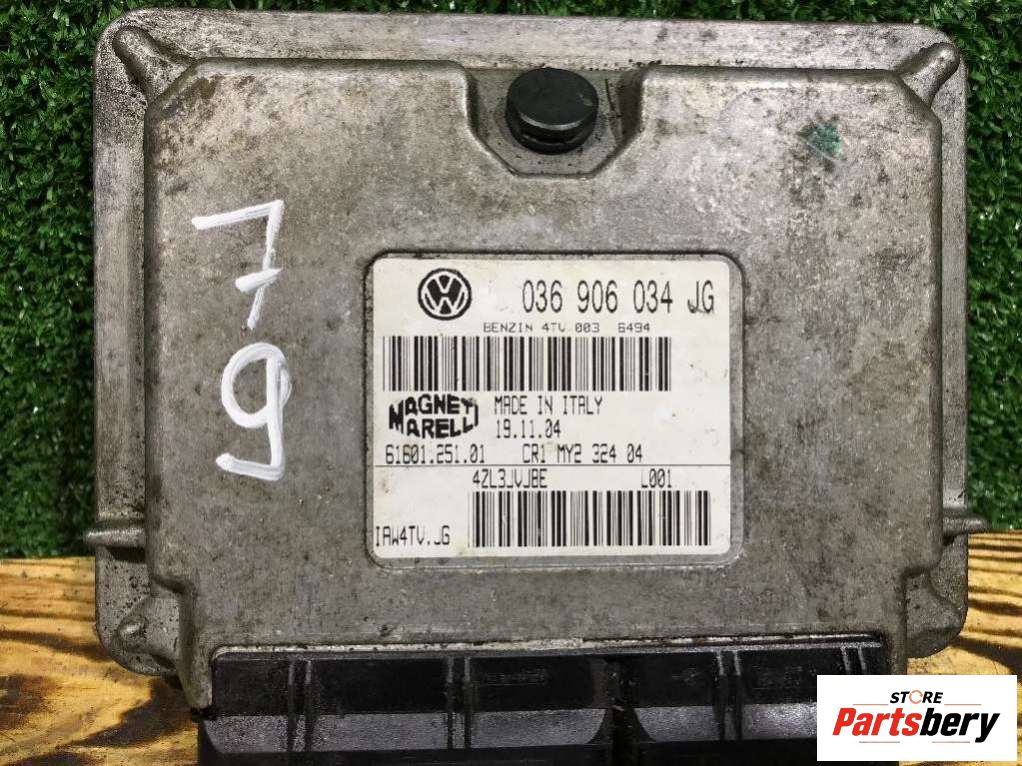 036 906 034 JG
BENZIN 4TV.003 6494
MAGNETI MARELLI
MADE IN ITALY
19.11.04
61601.251.01 CR1 MY2 324 04
4ZL3JVJBE L001
IAW4TV.JG
STORE
Partsbery